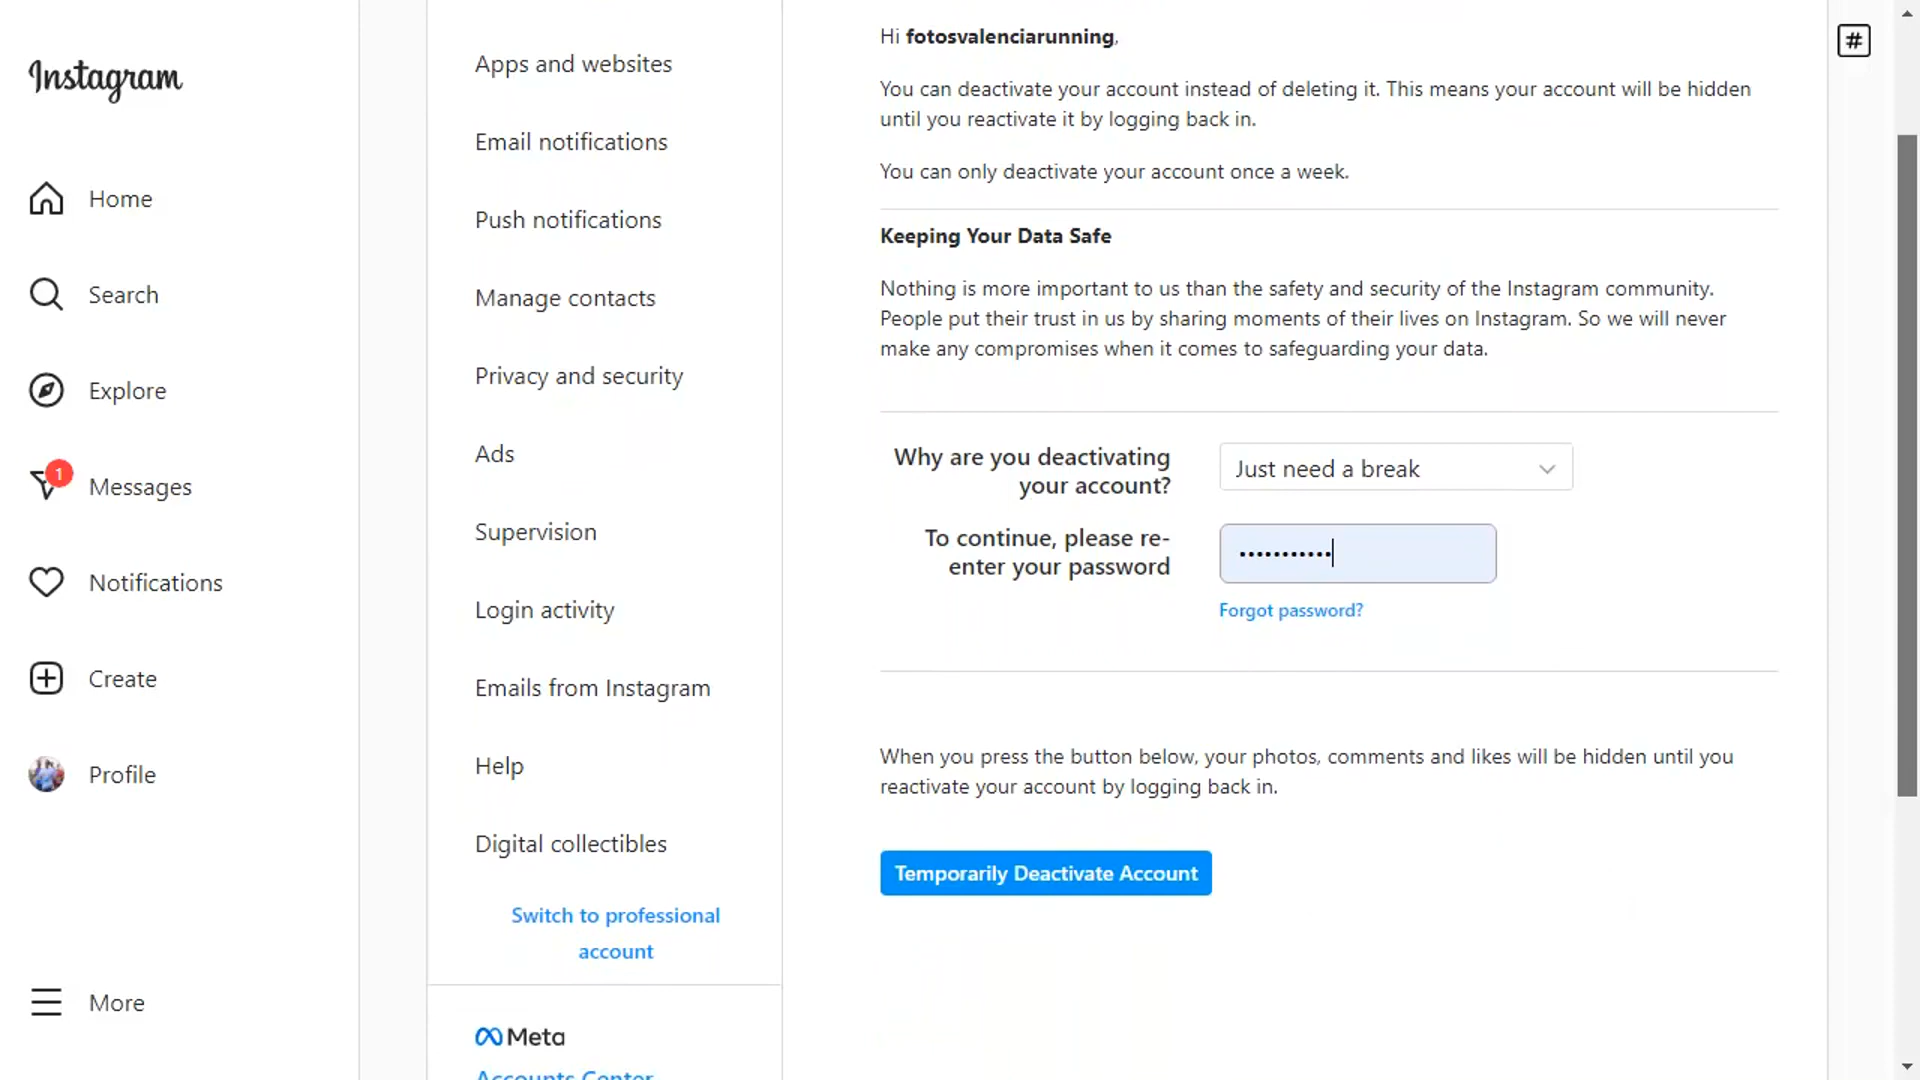 Instagram
Home
Search
Explore
1
Messages
Notifications
Create
Profile
More
Apps and websites
Email notifications
Push notifications
Manage contacts
Privacy and security
Ads
Supervision
Login activity
Emails from Instagram
Help
Digital collectibles
Switch to professional
account
Meta
Accounts Center
Hi fotosvalenciarunning,
You can deactivate your account instead of deleting it. This means your account will be hidden
until you reactivate it by logging back in.
You can only deactivate your account once a week.
Keeping Your Data Safe
Nothing is more important to us than the safety and security of the Instagram community.
People put their trust in us by sharing moments of their lives on Instagram. So we will never
make any compromises when it comes to safeguarding your data.
Why are you deactivating
your account?
Just need a break
To continue, please re-
enter your password
•••••••••••
Forgot password?
When you press the button below, your photos, comments and likes will be hidden until you
reactivate your account by logging back in.
Temporarily Deactivate Account
#